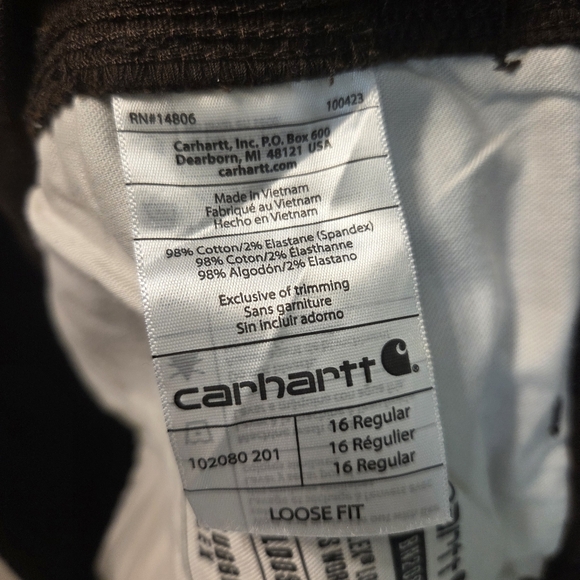 RN#14806
100423
Carhartt, Inc. P.O. Box 600
Dearborn, MI 48121 USA
carhartt.com
Made in Vietnam
Fabriqué au Vietnam
Hecho en Vietnam
98% Cotton/2% Elastane (Spandex)
98% Coton/2% Élasthanne
98% Algodón/2% Elastano
Exclusive of trimming
Sans garniture
Sin incluir adorno
carhartt
102080 201
16 Regular
16 Régulier
16 Regular
LOOSE FIT